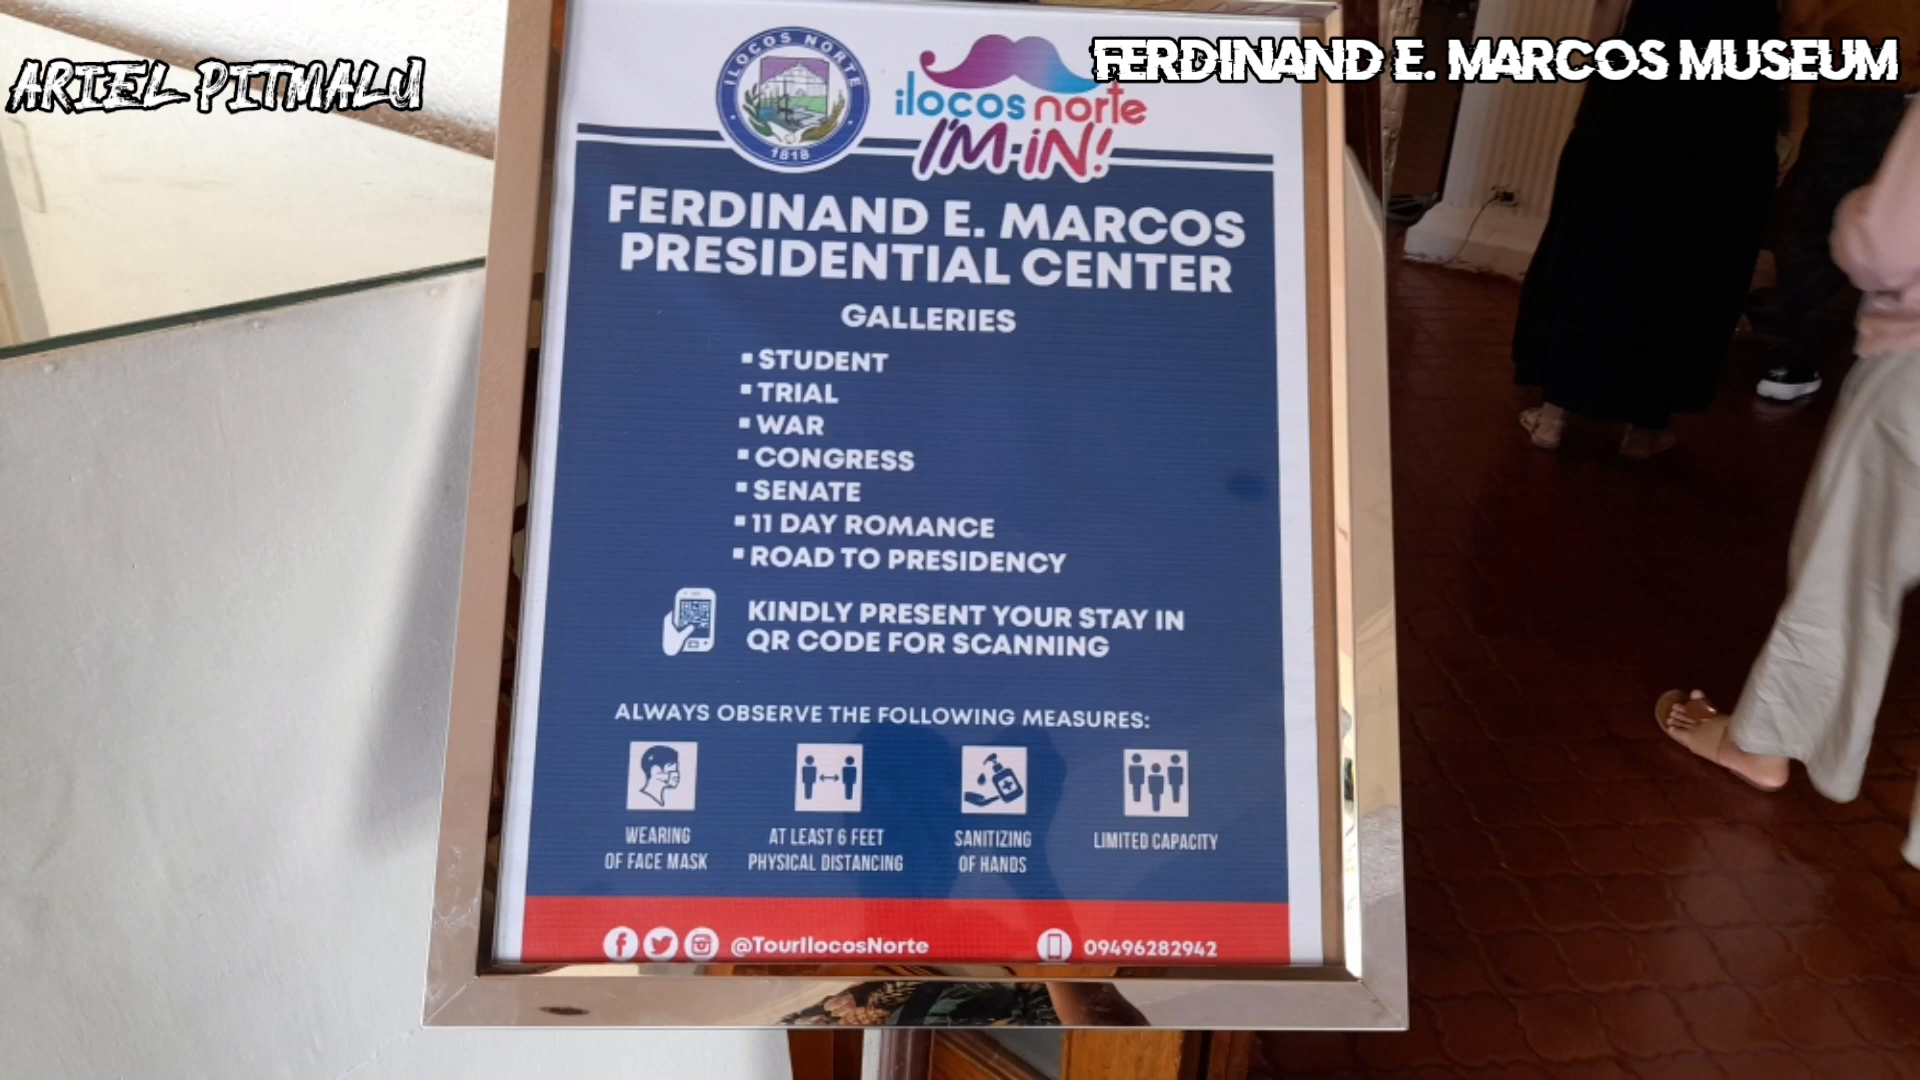 ARIEL PITMALU
FERDINAND E. MARCOS MUSEUM
ILOCOS NORTE
1818
ilocos norte
I'M IN!
FERDINAND E. MARCOS
PRESIDENTIAL CENTER
GALLERIES
▪ STUDENT
▪ TRIAL
▪ WAR
▪ CONGRESS
▪ SENATE
▪ 11 DAY ROMANCE
▪ ROAD TO PRESIDENCY
KINDLY PRESENT YOUR STAY IN
QR CODE FOR SCANNING
ALWAYS OBSERVE THE FOLLOWING MEASURES:
WEARING
OF FACE MASK
AT LEAST 6 FEET
PHYSICAL DISTANCING
SANITIZING
OF HANDS
LIMITED CAPACITY
@TourIlocosNorte
09496282942